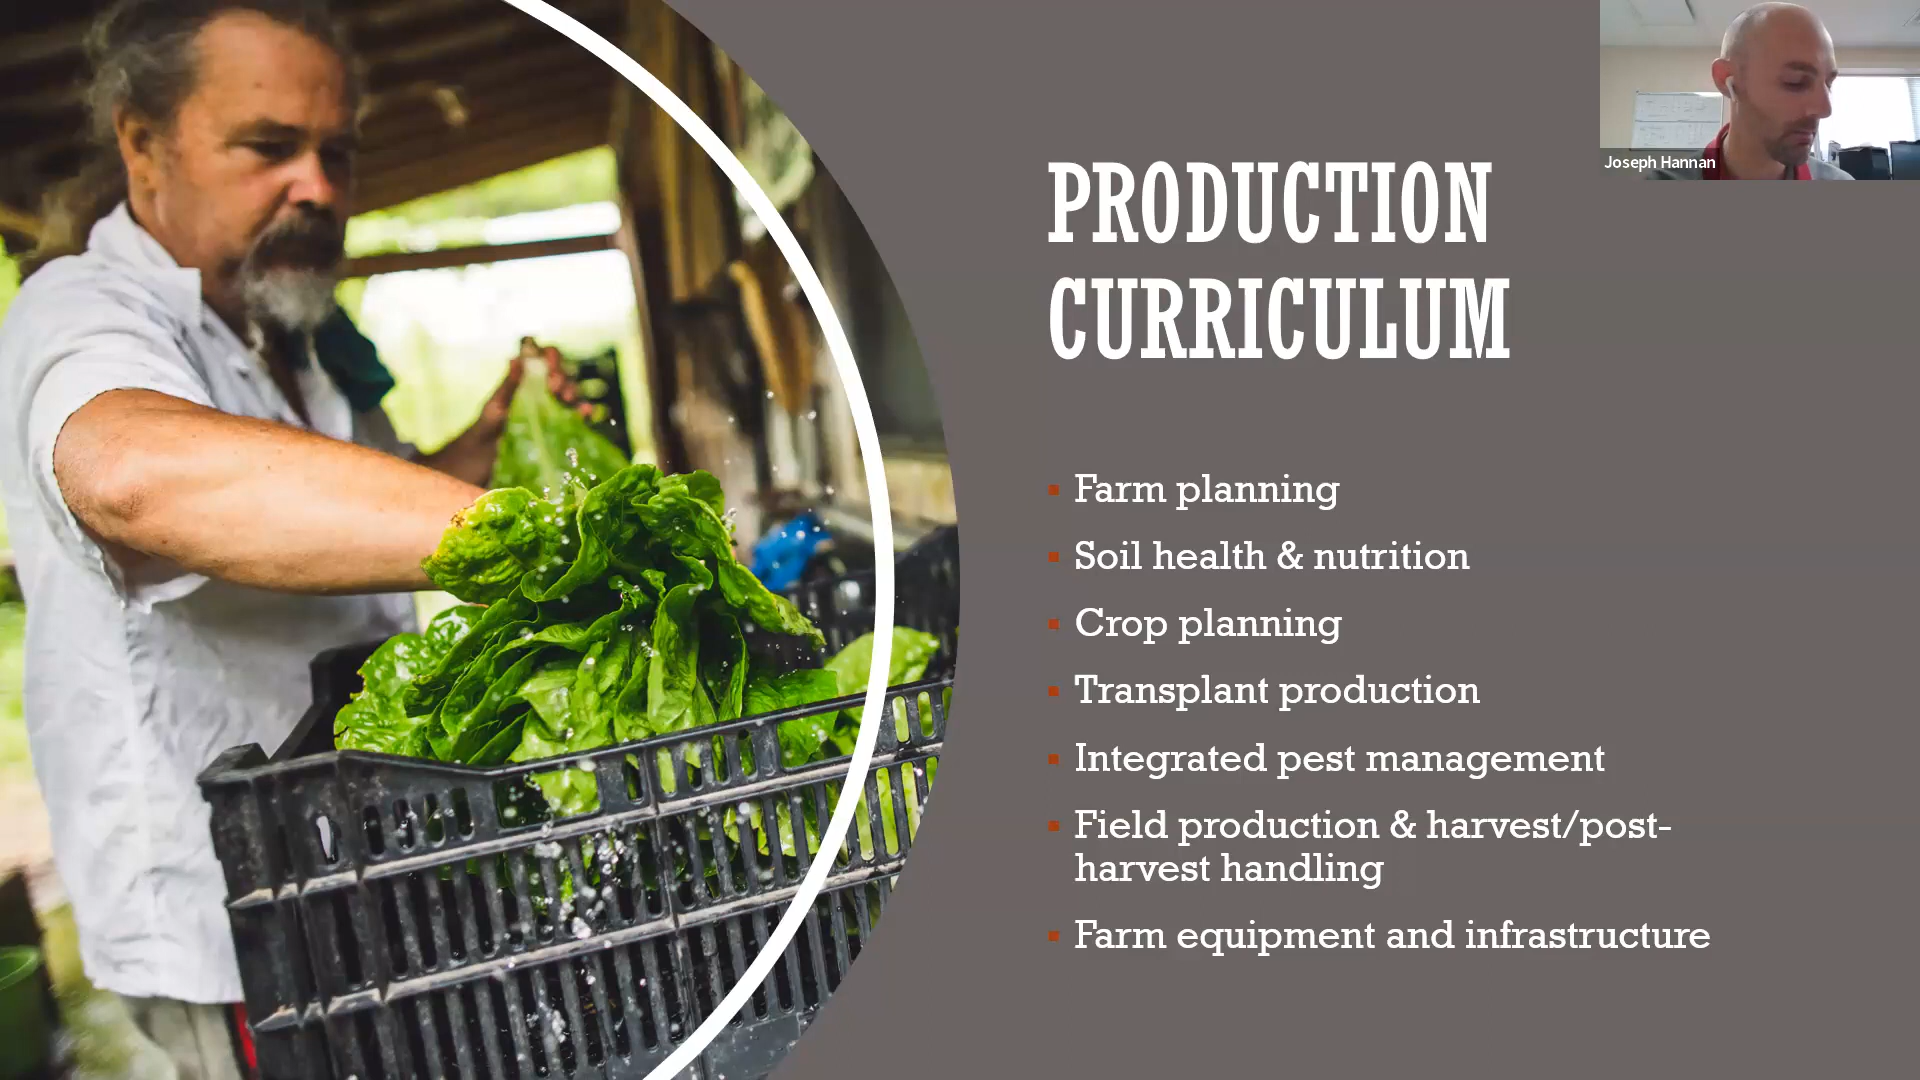 Joseph Hannan
PRODUCTION
CURRICULUM
Farm planning
Soil health & nutrition
Crop planning
Transplant production
Integrated pest management
Field production & harvest/post-
harvest handling
Farm equipment and infrastructure